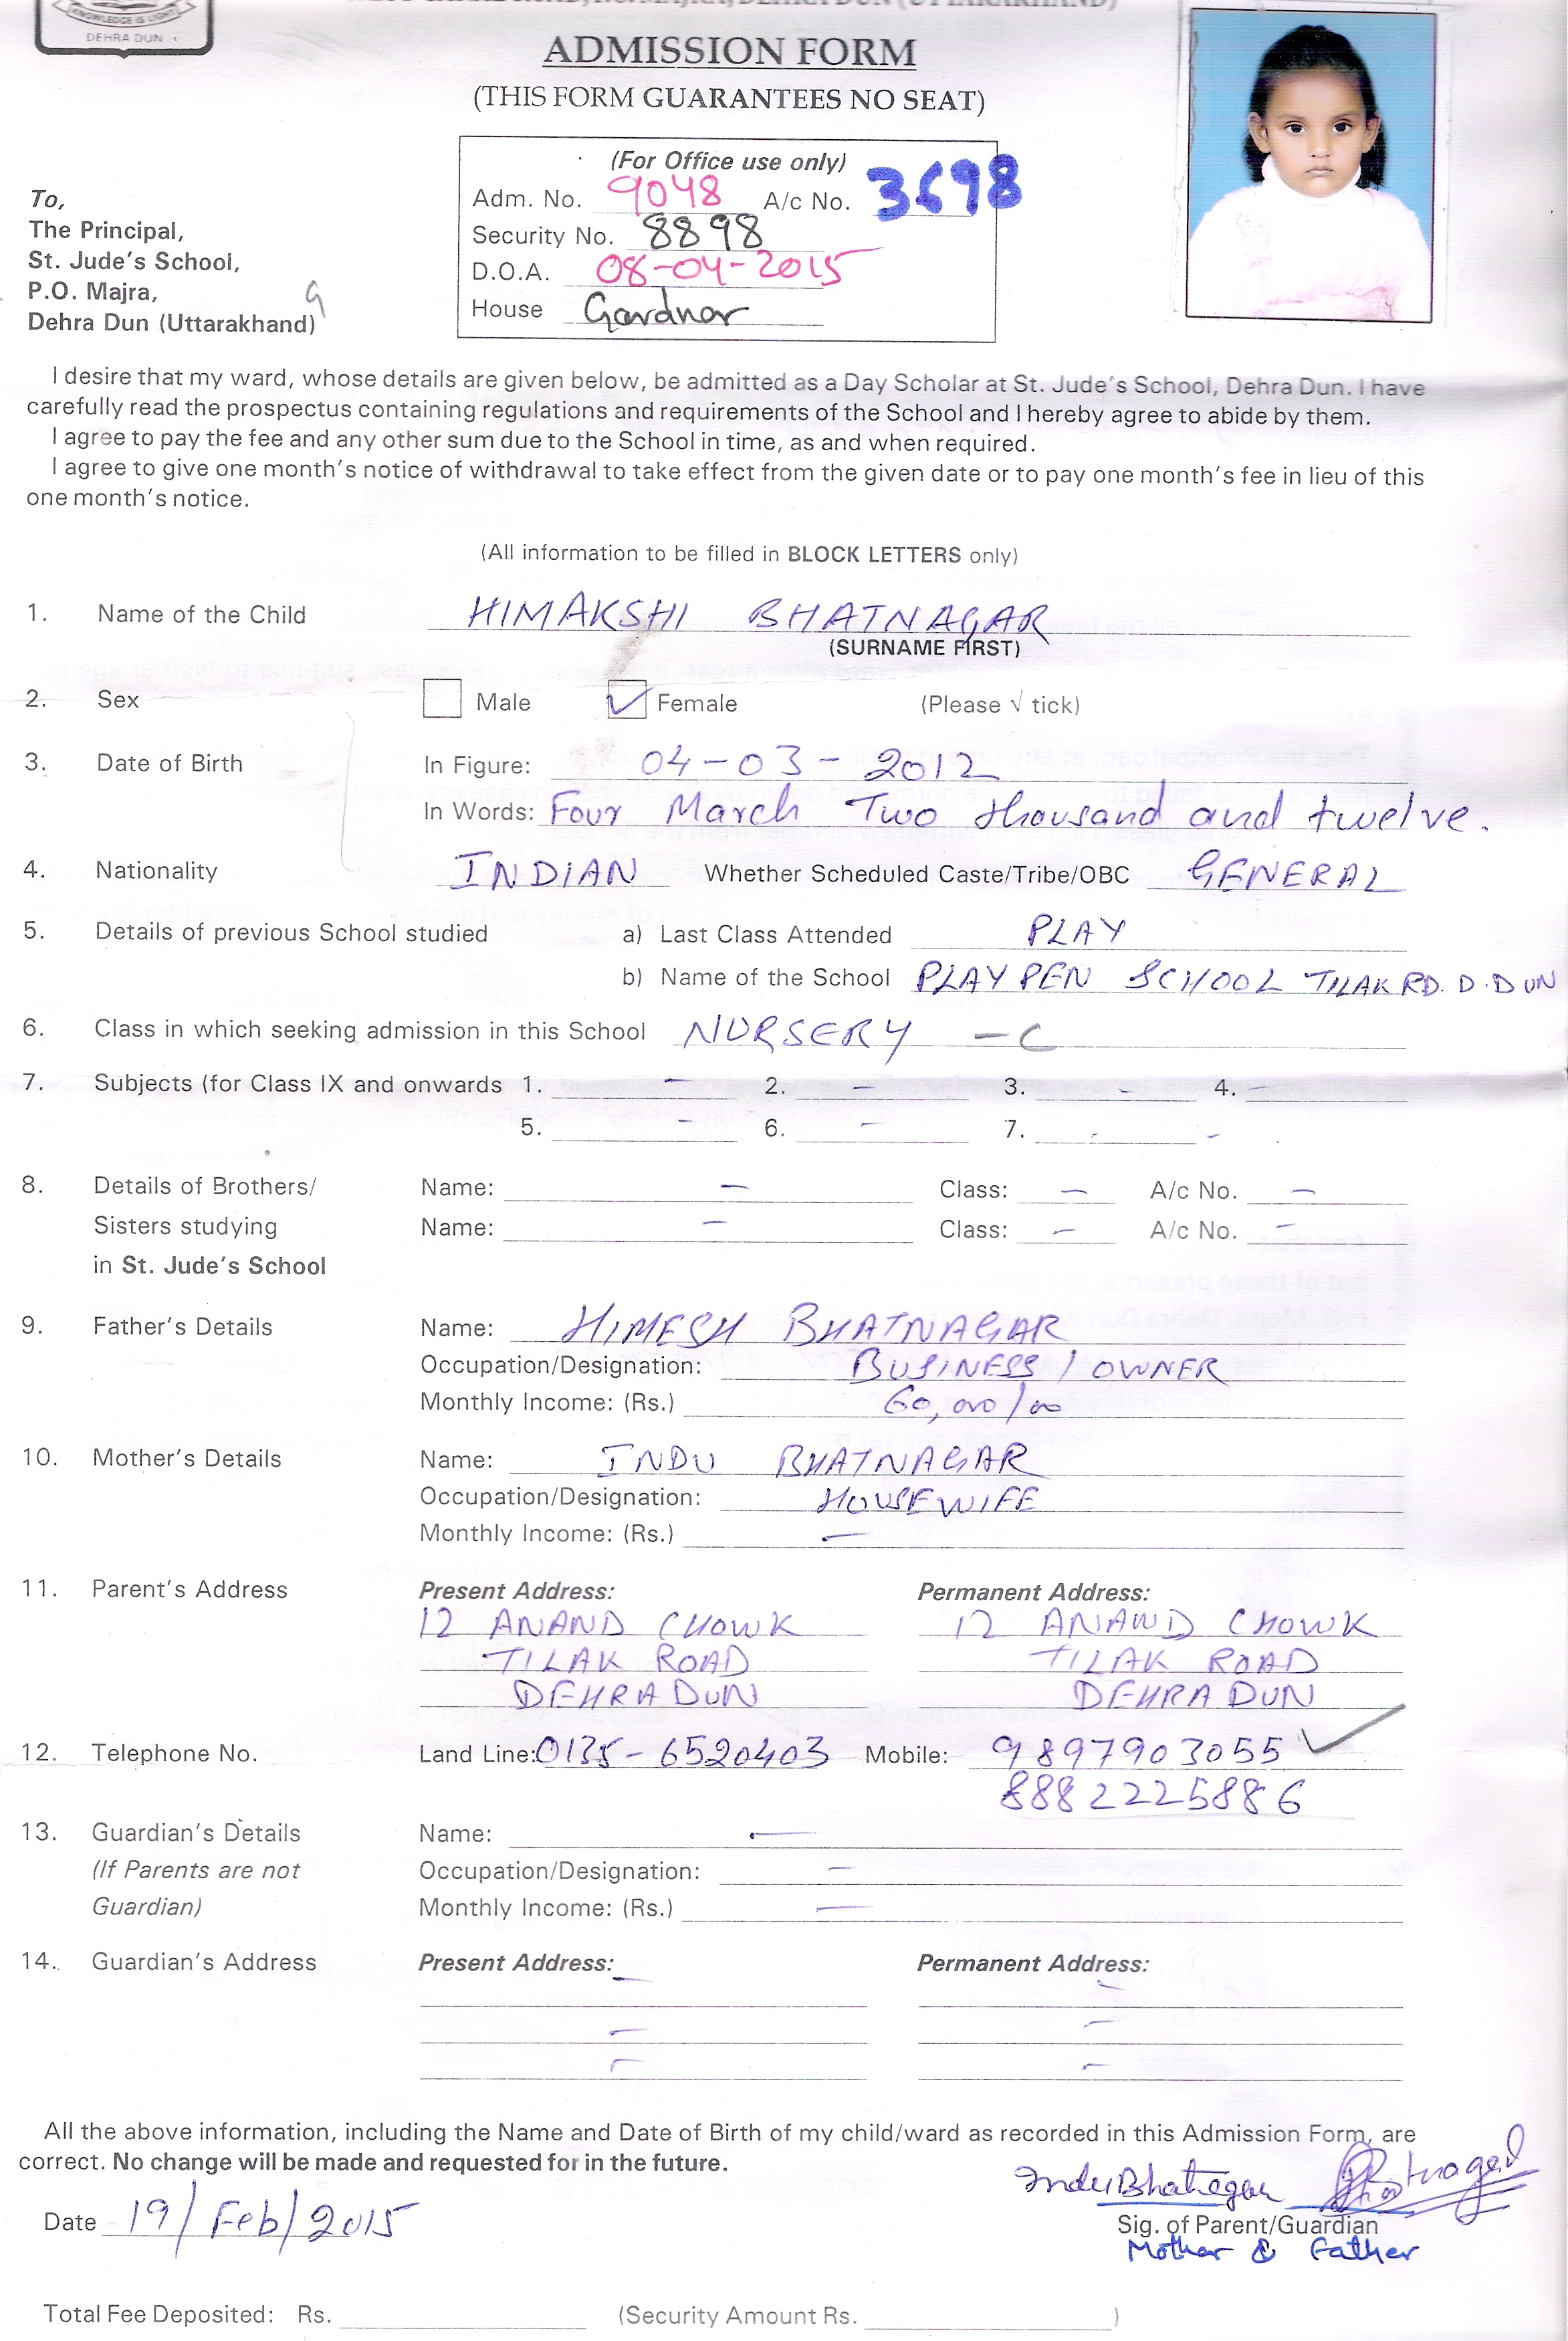 KNOWLEDGE IS LIGHT
DEHRA DUN
ADMISSION FORM
(THIS FORM GUARANTEES NO SEAT)
(For Office use only)
Adm. No. 9048 A/c No. 3698
Security No. 8898
D.O.A. 08-04-2015
House Gardnar
To,
The Principal,
St. Jude's School,
P.O. Majra,
Dehra Dun (Uttarakhand)
I desire that my ward, whose details are given below, be admitted as a Day Scholar at St. Jude's School, Dehra Dun. I have
carefully read the prospectus containing regulations and requirements of the School and I hereby agree to abide by them.
I agree to pay the fee and any other sum due to the School in time, as and when required.
I agree to give one month's notice of withdrawal to take effect from the given date or to pay one month's fee in lieu of this
one month's notice.
(All information to be filled in BLOCK LETTERS only)
1. Name of the Child HIMAKSHI BHATNAGAR
(SURNAME FIRST)
2. Sex Male ✓ Female (Please √ tick)
3. Date of Birth In Figure: 04-03-2012
In Words: Four March Two thousand and twelve.
4. Nationality INDIAN Whether Scheduled Caste/Tribe/OBC GENERAL
5. Details of previous School studied a) Last Class Attended PLAY
b) Name of the School PLAY PEN SCHOOL TILAK RD. D.DUN
6. Class in which seeking admission in this School NURSERY - C
7. Subjects (for Class IX and onwards 1. - 2. - 3. - 4. -
5. - 6. - 7. -
8. Details of Brothers/ Name: - Class: - A/c No. -
Sisters studying Name: - Class: - A/c No. -
in St. Jude's School
9. Father's Details Name: HIMESH BHATNAGAR
Occupation/Designation: BUSINESS / OWNER
Monthly Income: (Rs.) 60,000/00
10. Mother's Details Name: INDU BHATNAGAR
Occupation/Designation: HOUSEWIFE
Monthly Income: (Rs.) -
11. Parent's Address Present Address: Permanent Address:
12 ANAND CHOWK 12 ANAND CHOWK
TILAK ROAD TILAK ROAD
DEHRADUN DEHRADUN
12. Telephone No. Land Line: 0135-6520403 Mobile: 9897903055 ✓
8882225886
13. Guardian's Details Name: -
(If Parents are not Occupation/Designation: -
Guardian) Monthly Income: (Rs.) -
14. Guardian's Address Present Address: - Permanent Address: -
- -
- -
All the above information, including the Name and Date of Birth of my child/ward as recorded in this Admission Form, are
correct. No change will be made and requested for in the future.
Indu Bhatnagar
Date 19/Feb/2015
Sig. of Parent/Guardian
Mother & Father
Total Fee Deposited: Rs. (Security Amount Rs. )